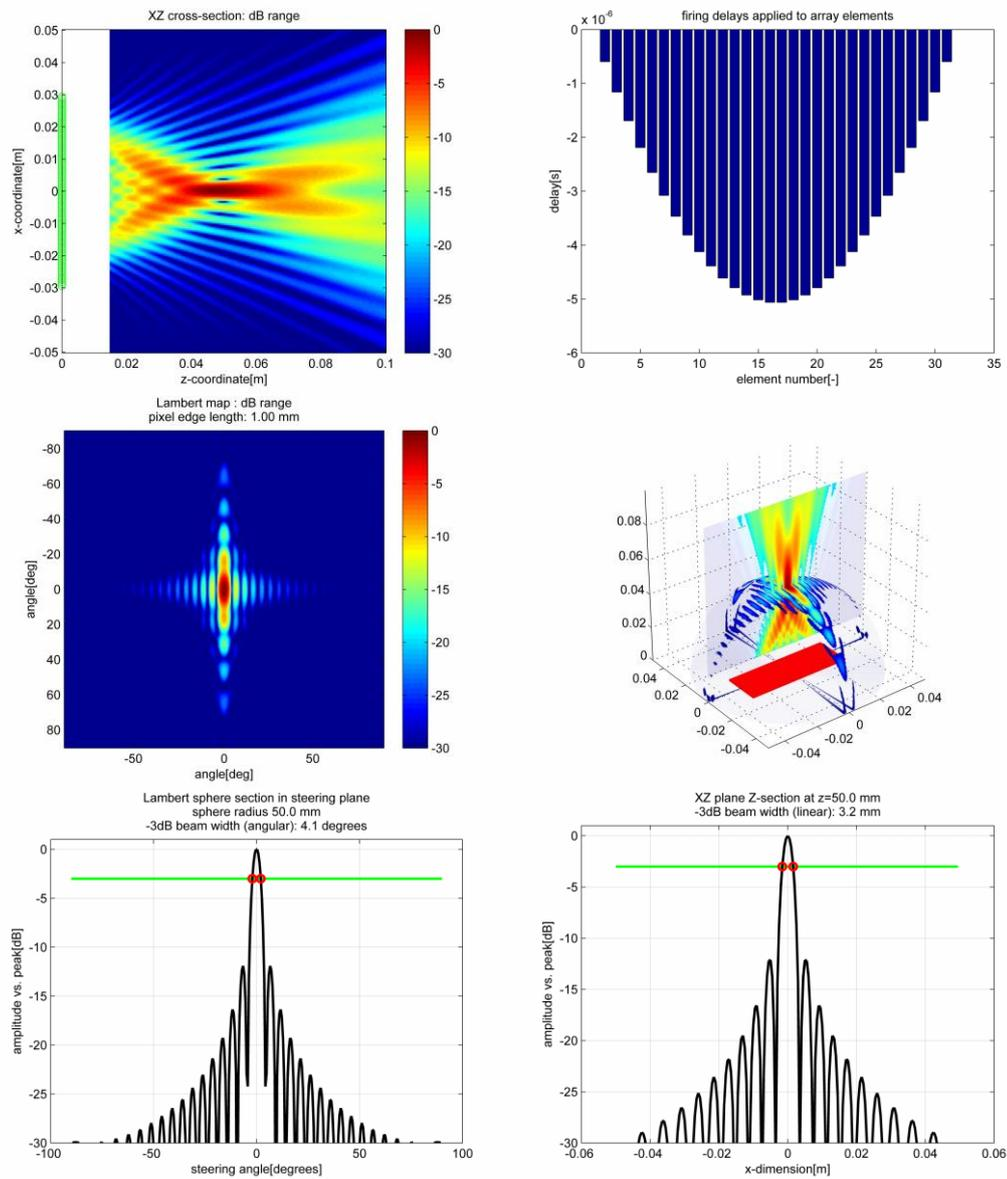 XZ cross-section: dB range
0.05
0.04
0.03
0.02
0.01
0
-0.01
-0.02
-0.03
-0.04
-0.05
x-coordinate[m]
0 0.02 0.04 0.06 0.08 0.1
z-coordinate[m]
0
-5
-10
-15
-20
-25
-30
firing delays applied to array elements
x 10^-6
0
-1
-2
-3
-4
-5
-6
delay[s]
0 5 10 15 20 25 30 35
element number[-]
Lambert map : dB range
pixel edge length: 1.00 mm
-80
-60
-40
-20
0
20
40
60
80
angle[deg]
-50 0 50
angle[deg]
0
-5
-10
-15
-20
-25
-30
0.08
0.06
0.04
0.02
0
0.04
0.02
0
-0.02
-0.04
-0.04
-0.02
0
0.02
0.04
Lambert sphere section in steering plane
sphere radius 50.0 mm
-3dB beam width (angular): 4.1 degrees
0
-5
-10
-15
-20
-25
-30
amplitude vs. peak[dB]
-100 -50 0 50 100
steering angle[degrees]
XZ plane Z-section at z=50.0 mm
-3dB beam width (linear): 3.2 mm
0
-5
-10
-15
-20
-25
-30
amplitude vs. peak[dB]
-0.06 -0.04 -0.02 0 0.02 0.04 0.06
x-dimension[m]